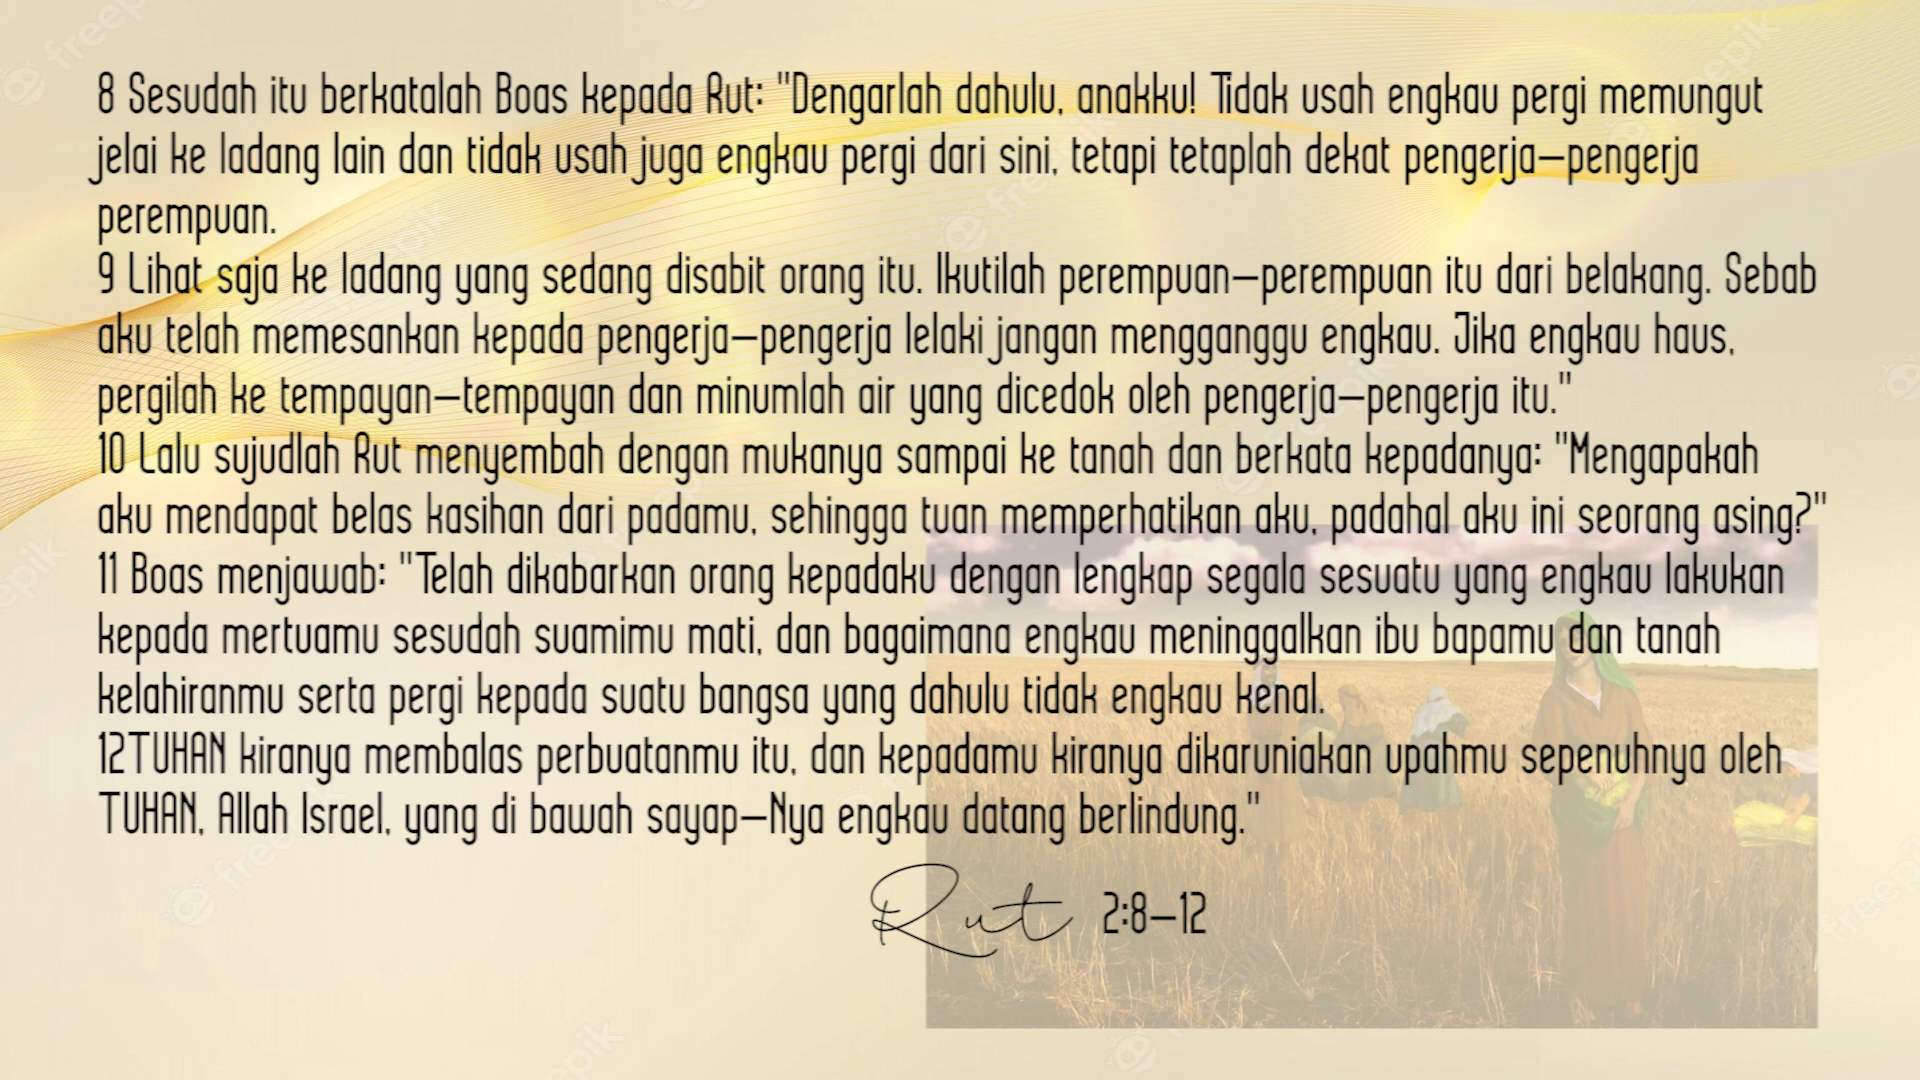 8 Sesudah itu berkatalah Boas kepada Rut: "Dengarlah dahulu, anakku! Tidak usah engkau pergi memungut
jelai ke ladang lain dan tidak usah juga engkau pergi dari sini, tetapi tetaplah dekat pengerja-pengerja
perempuan.
9 Lihat saja ke ladang yang sedang disabit orang itu. Ikutilah perempuan-perempuan itu dari belakang. Sebab
aku telah memesankan kepada pengerja-pengerja lelaki jangan mengganggu engkau. Jika engkau haus,
pergilah ke tempayan-tempayan dan minumlah air yang dicedok oleh pengerja-pengerja itu."
10 Lalu sujudlah Rut menyembah dengan mukanya sampai ke tanah dan berkata kepadanya: "Mengapakah
aku mendapat belas kasihan dari padamu, sehingga tuan memperhatikan aku, padahal aku ini seorang asing?"
11 Boas menjawab: "Telah dikabarkan orang kepadaku dengan lengkap segala sesuatu yang engkau lakukan
kepada mertuamu sesudah suamimu mati, dan bagaimana engkau meninggalkan ibu bapamu dan tanah
kelahiranmu serta pergi kepada suatu bangsa yang dahulu tidak engkau kenal.
12TUHAN kiranya membalas perbuatanmu itu, dan kepadamu kiranya dikaruniakan upahmu sepenuhnya oleh
TUHAN, Allah Israel, yang di bawah sayap-Nya engkau datang berlindung."
Rut 2:8-12